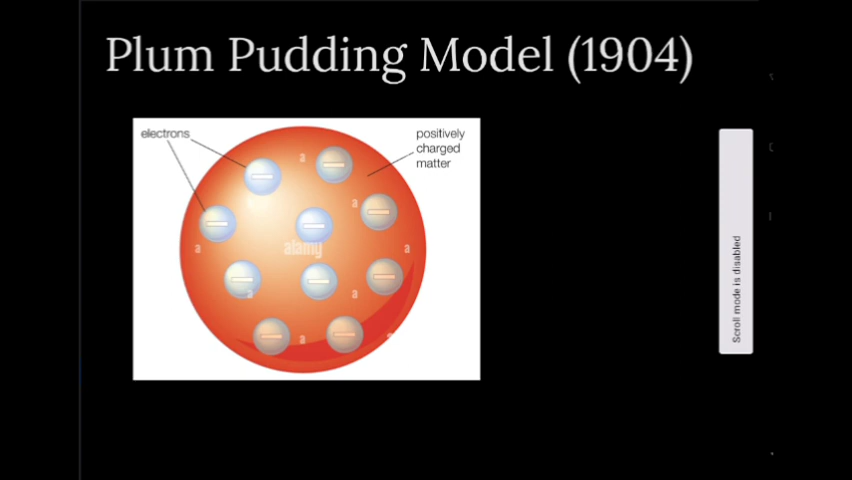 Plum Pudding Model (1904)
electrons
positively
charged
matter
alamy
a
a
a
a
a
a
a
Scroll mode is disabled